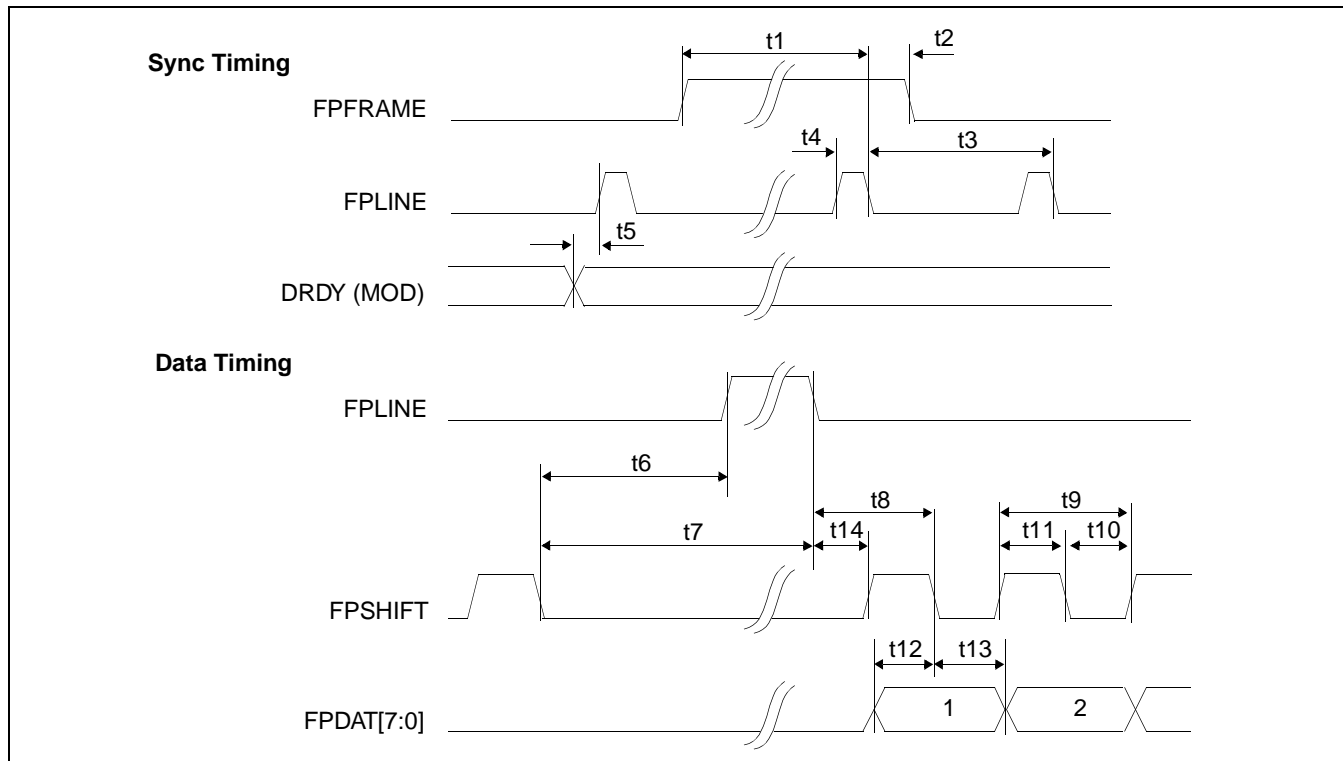 Sync Timing
t1
t2
FPFRAME
t4
t3
FPLINE
t5
DRDY (MOD)
Data Timing
FPLINE
t6
t8
t9
t7
t14
t11
t10
FPSHIFT
t12
t13
FPDAT[7:0]
1
2